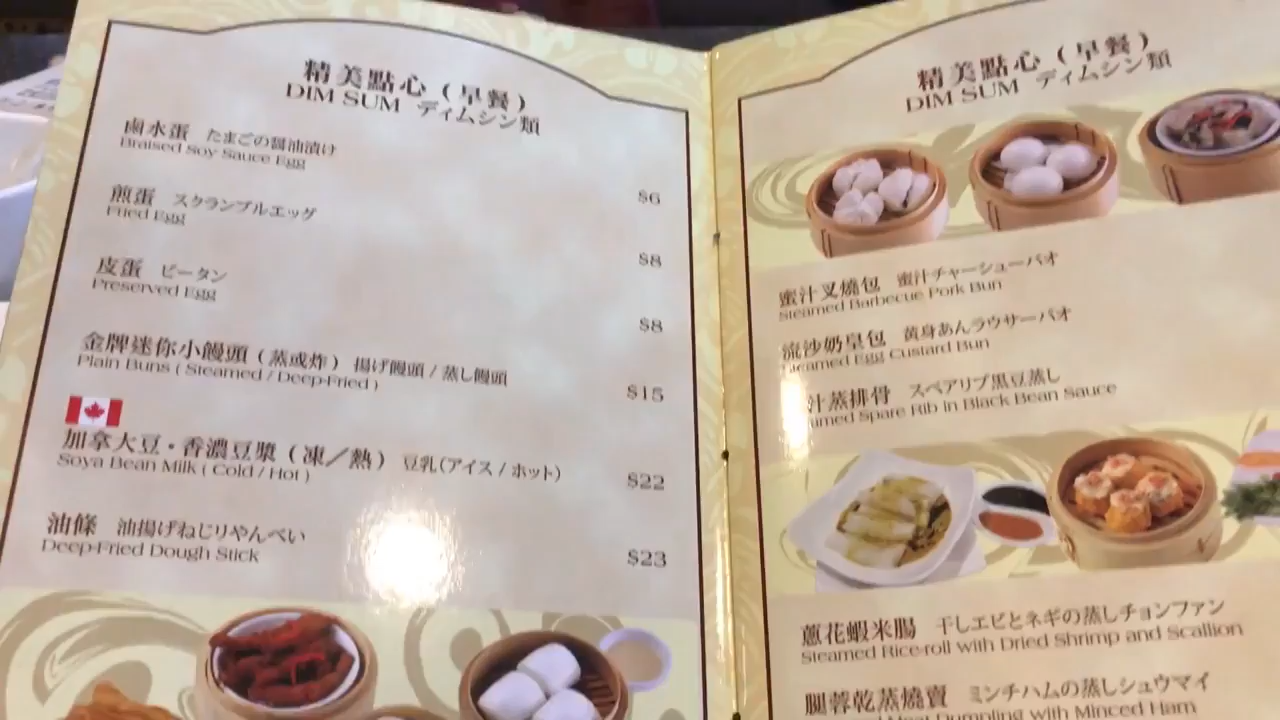 精美點心（早餐）
DIM SUM ディムシン類
鹵水蛋 たまごの醤油漬け
Braised Soy Sauce Egg
$6
煎蛋 スクランブルエッグ
Fried Egg
$8
皮蛋 ピータン
Preserved Egg
$8
金牌迷你小饅頭（蒸或炸） 揚げ饅頭 / 蒸し饅頭
Plain Buns ( Steamed / Deep-Fried )
$15
加拿大豆・香濃豆漿（凍／熱） 豆乳(アイス / ホット)
Soya Bean Milk ( Cold / Hot )
$22
油條 油揚げねじりやんべい
Deep-Fried Dough Stick
$23
精美點心（早餐）
DIM SUM ディムシン類
蜜汁叉燒包 蜜汁チャーシューパオ
Steamed Barbecue Pork Bun
流沙奶皇包 黄身あんラウサーパオ
Steamed Egg Custard Bun
汁蒸排骨 スペアリブ黒豆蒸し
Spare Rib in Black Bean Sauce
蔥花蝦米腸 干しエビとネギの蒸しチョンファン
Steamed Rice-roll with Dried Shrimp and Scallion
腿蓉乾蒸燒賣 ミンチハムの蒸しシュウマイ
Meat Dumpling with Minced Ham